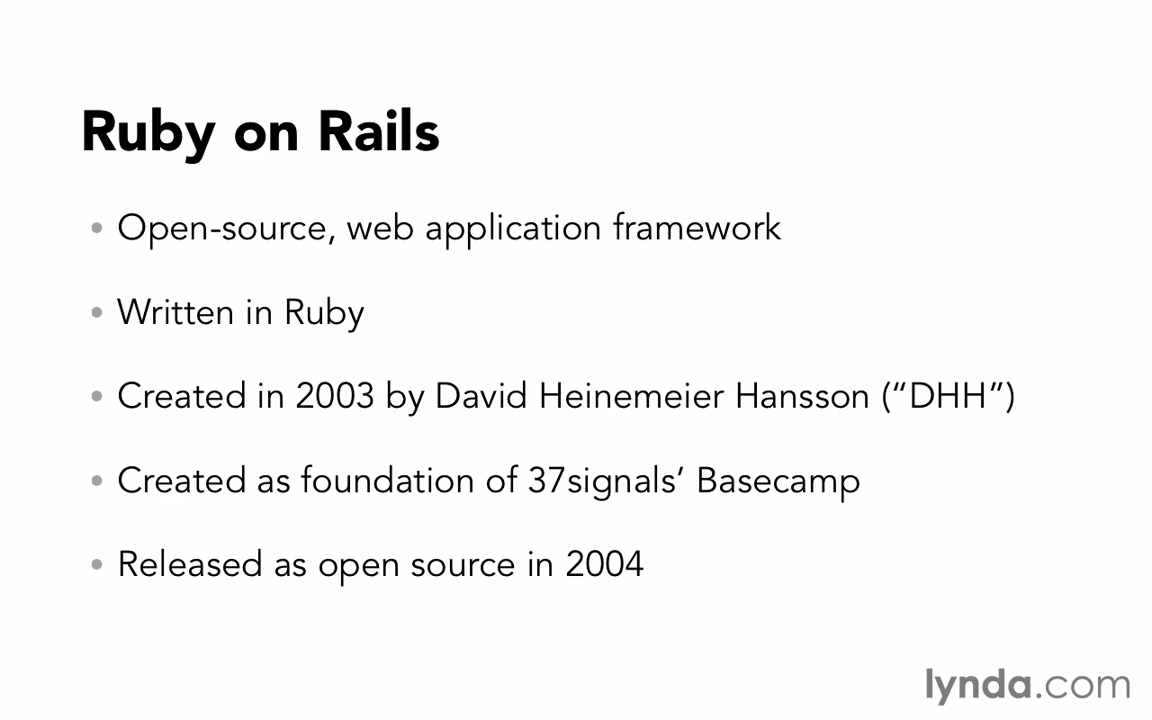 Ruby on Rails
• Open-source, web application framework
• Written in Ruby
• Created in 2003 by David Heinemeier Hansson (“DHH”)
• Created as foundation of 37signals’ Basecamp
• Released as open source in 2004
lynda.com